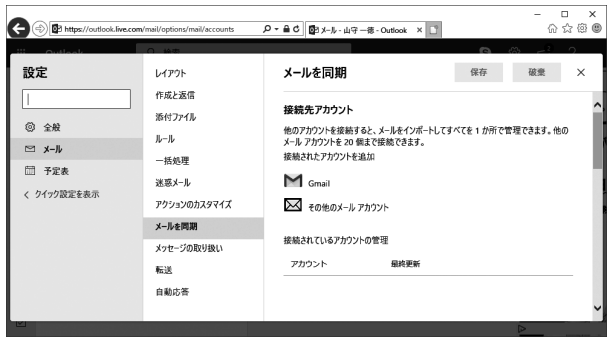 https://outlook.live.com/mail/options/mail/accounts
メール - 山守 一徳 - Outlook
Outlook
検索
設定
全般
メール
予定表
クイック設定を表示
レイアウト
作成と返信
添付ファイル
ルール
一括処理
迷惑メール
アクションのカスタマイズ
メールを同期
メッセージの取り扱い
転送
自動応答
メールを同期
保存
破棄
接続先アカウント
他のアカウントを接続すると、メールをインポートしてすべてを 1 か所で管理できます。他の
メール アカウントを 20 個まで接続できます。
接続されたアカウントを追加
Gmail
その他のメール アカウント
接続されているアカウントの管理
アカウント 最終更新